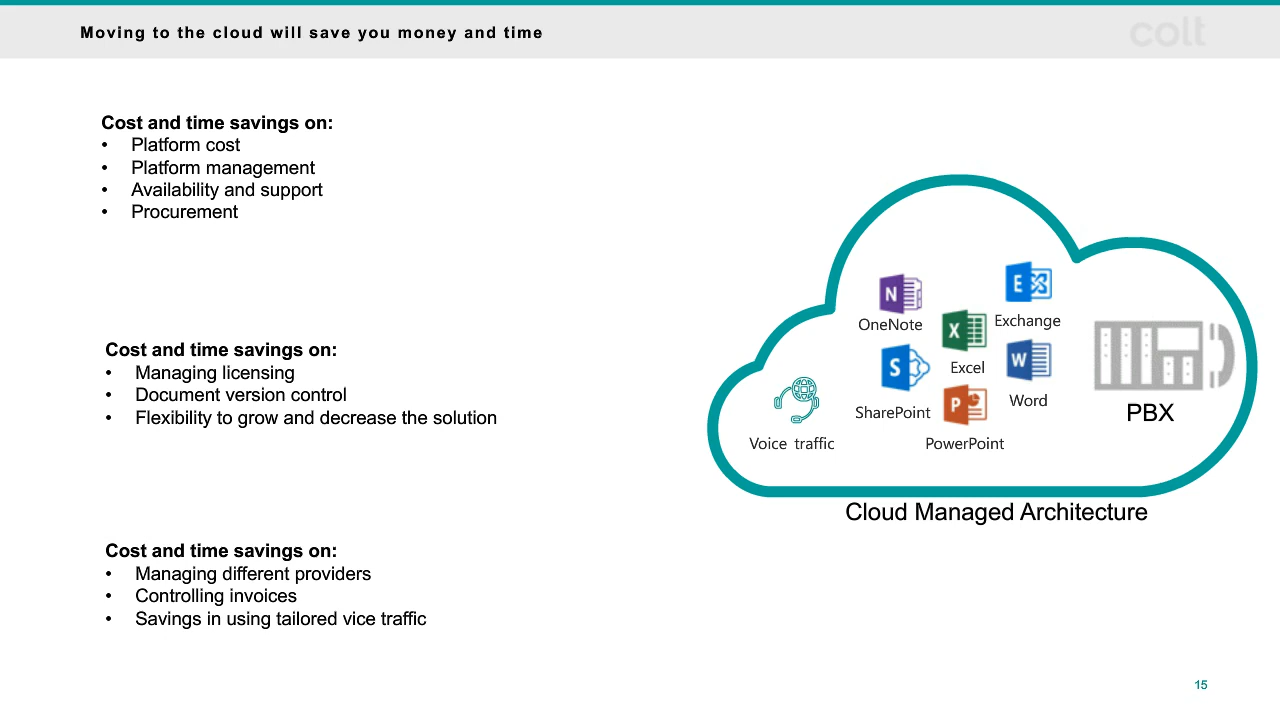 Moving to the cloud will save you money and time
colt
Cost and time savings on:
• Platform cost
• Platform management
• Availability and support
• Procurement
Cost and time savings on:
• Managing licensing
• Document version control
• Flexibility to grow and decrease the solution
Cost and time savings on:
• Managing different providers
• Controlling invoices
• Savings in using tailored vice traffic
N
OneNote
E
Exchange
X
Excel
S
SharePoint
W
Word
P
PowerPoint
Voice traffic
PBX
Cloud Managed Architecture
15